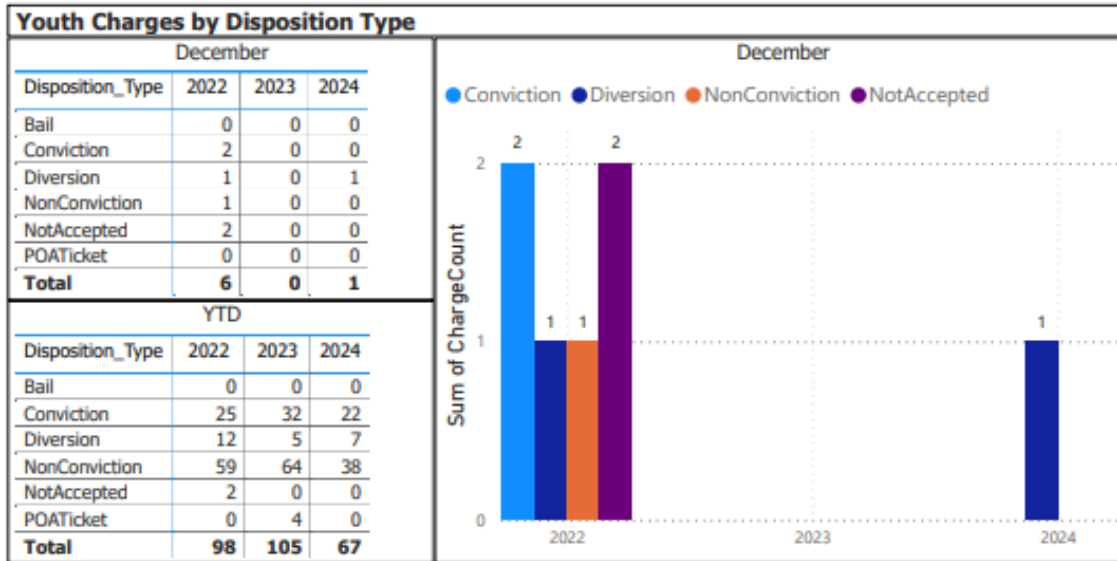 Youth Charges by Disposition Type
December
Disposition_Type 2022 2023 2024
Bail 0 0 0
Conviction 2 0 0
Diversion 1 0 1
NonConviction 1 0 0
NotAccepted 2 0 0
POATicket 0 0 0
Total 6 0 1
YTD
Disposition_Type 2022 2023 2024
Bail 0 0 0
Conviction 25 32 22
Diversion 12 5 7
NonConviction 59 64 38
NotAccepted 2 0 0
POATicket 0 4 0
Total 98 105 67
December
Conviction Diversion NonConviction NotAccepted
Sum of ChargeCount
2 2
2
1 1 1
1
0
2022 2023 2024